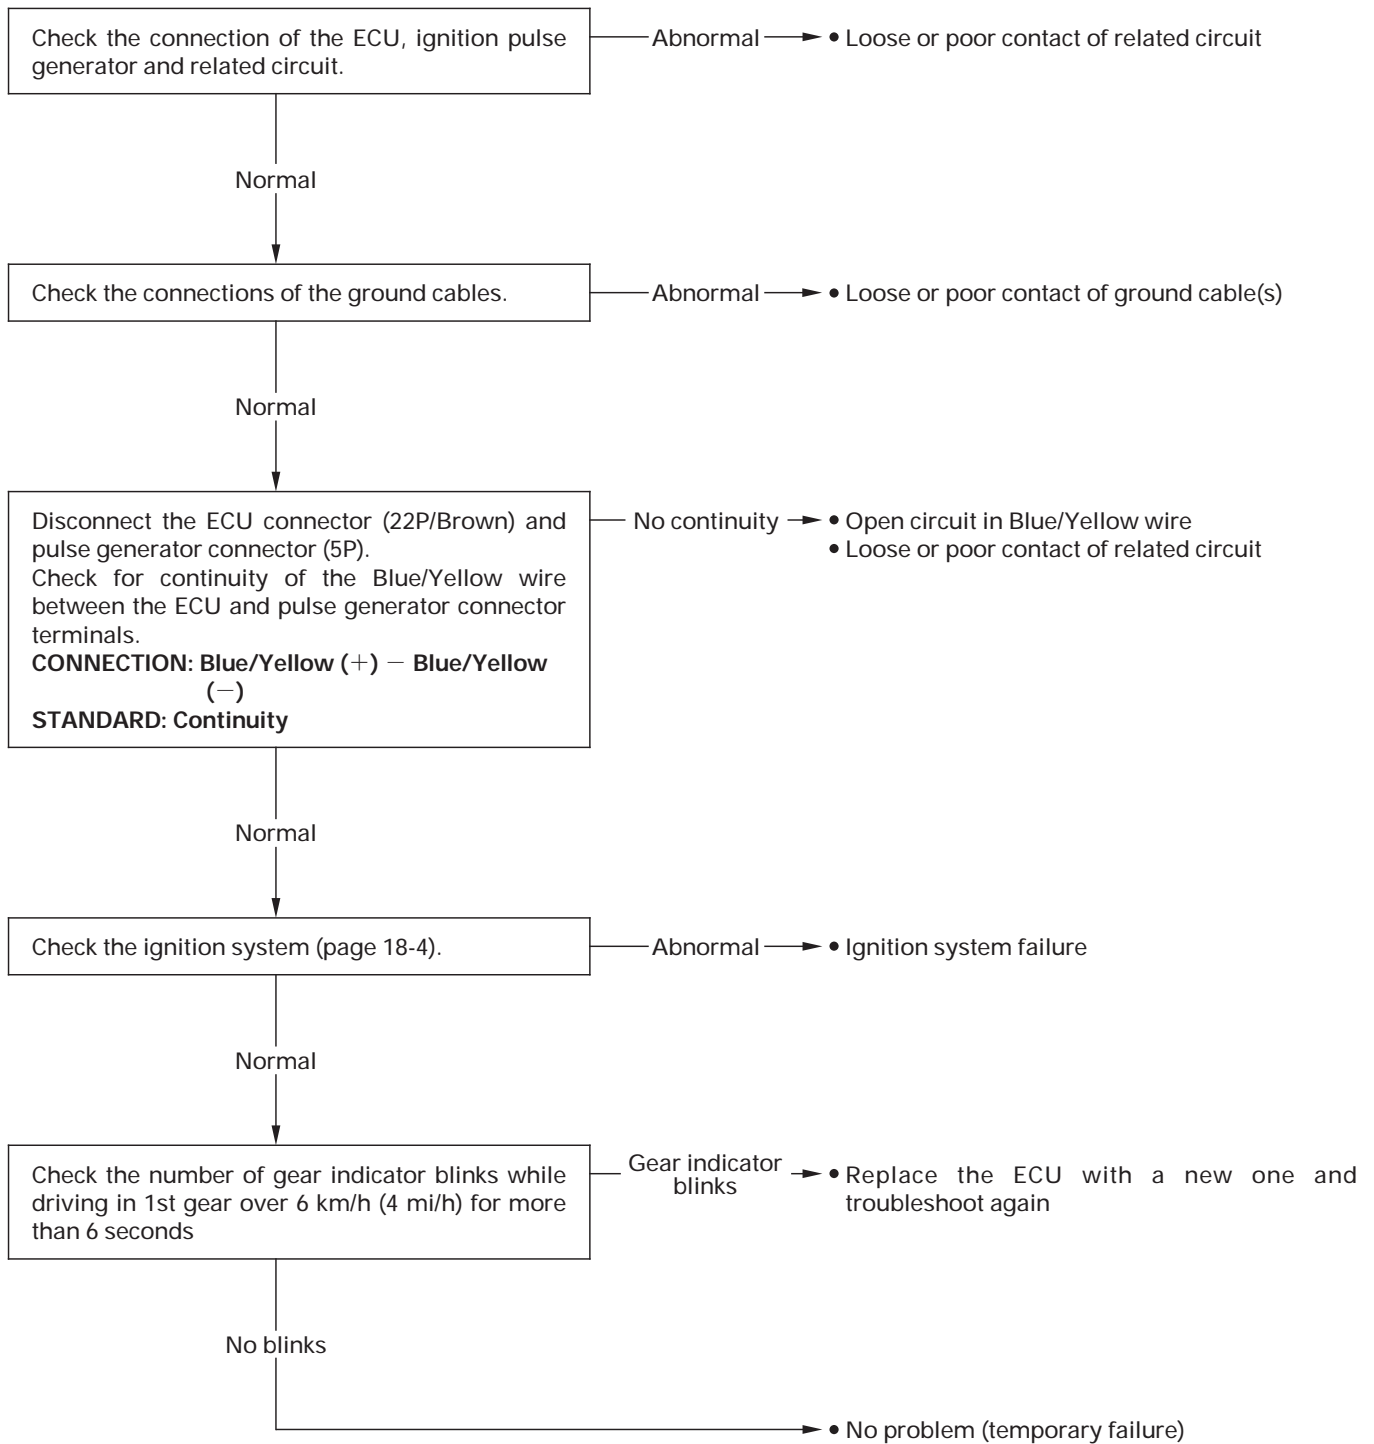 Check the connection of the ECU, ignition pulse
generator and related circuit.
Abnormal
● Loose or poor contact of related circuit
Normal
Check the connections of the ground cables.
Abnormal
● Loose or poor contact of ground cable(s)
Normal
Disconnect the ECU connector (22P/Brown) and
pulse generator connector (5P).
Check for continuity of the Blue/Yellow wire
between the ECU and pulse generator connector
terminals.
CONNECTION: Blue/Yellow (+) − Blue/Yellow
(−)
STANDARD: Continuity
No continuity
● Open circuit in Blue/Yellow wire
● Loose or poor contact of related circuit
Normal
Check the ignition system (page 18-4).
Abnormal
● Ignition system failure
Normal
Check the number of gear indicator blinks while
driving in 1st gear over 6 km/h (4 mi/h) for more
than 6 seconds
Gear indicator
blinks
● Replace the ECU with a new one and
troubleshoot again
No blinks
● No problem (temporary failure)